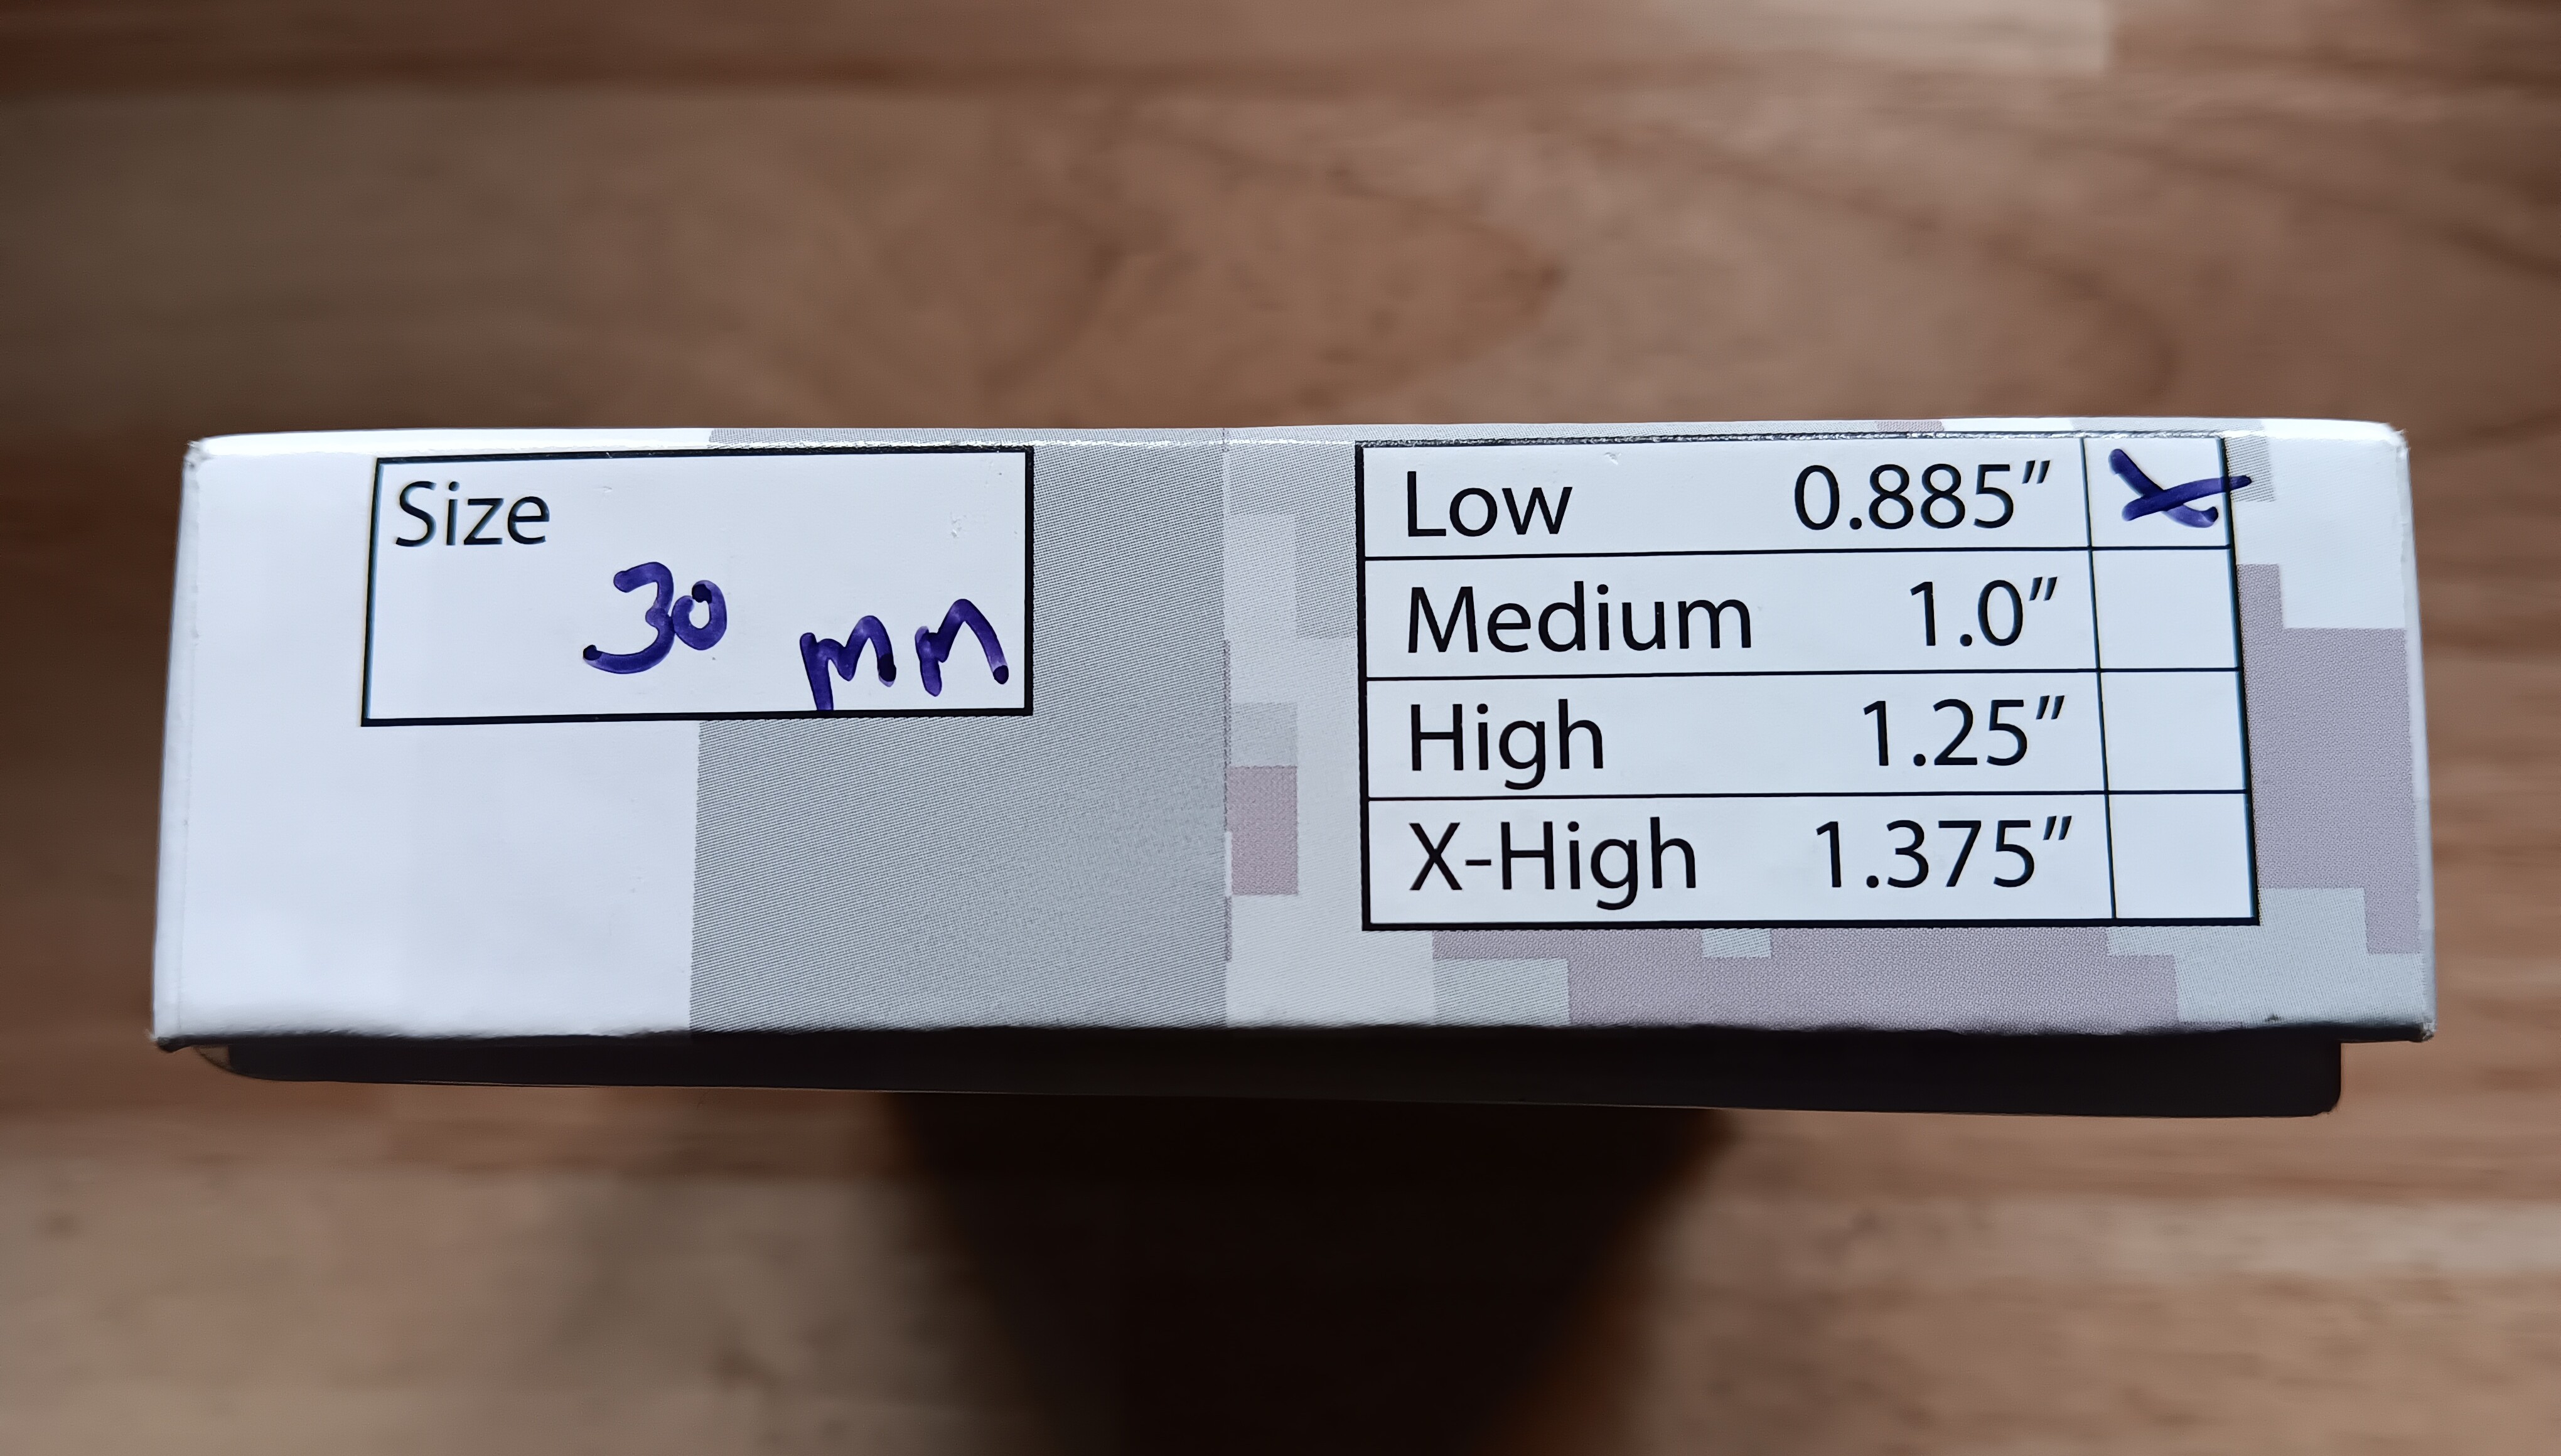 Size
30 mm
Low 0.885” X
Medium 1.0”
High 1.25”
X-High 1.375”